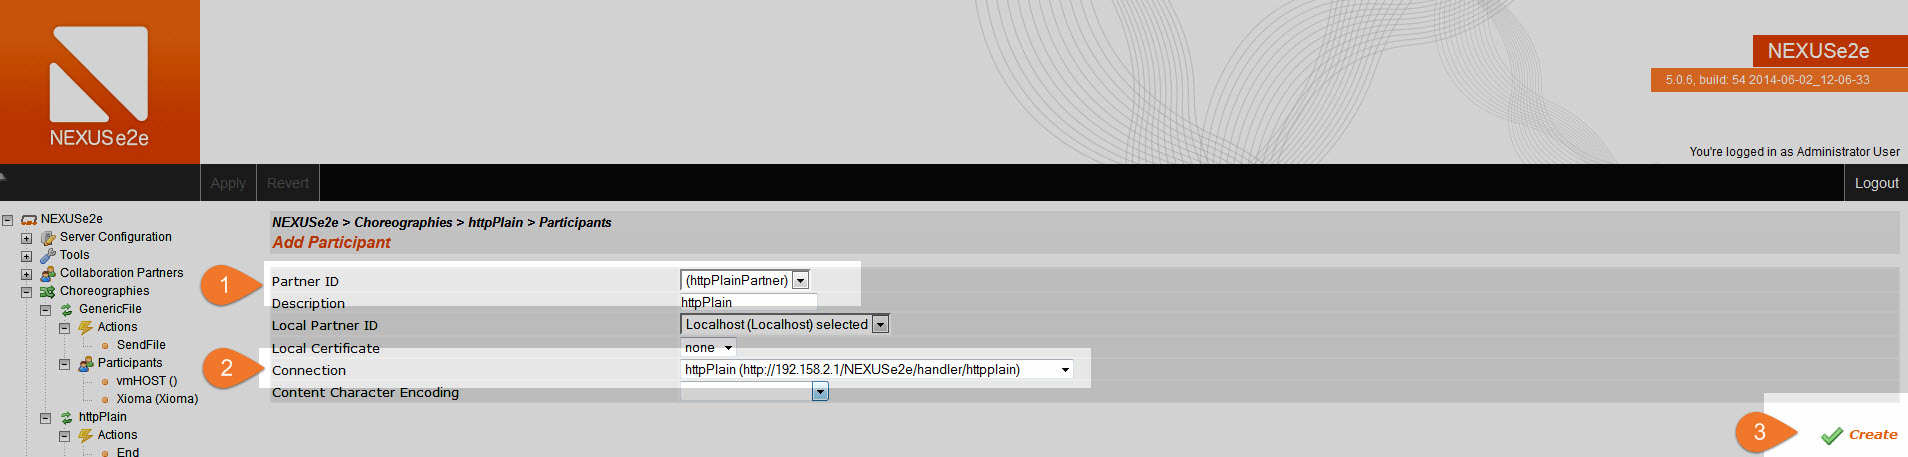 NEXUSe2e
NEXUSe2e
5.0.6, build: 54 2014-06-02_12-06-33
You're logged in as Administrator User
Apply Revert Logout
NEXUSe2e
Server Configuration
Tools
Collaboration Partners
Choreographies
GenericFile
Actions
SendFile
Participants
vmHOST ()
Xioma (Xioma)
httpPlain
Actions
End
NEXUSe2e > Choreographies > httpPlain > Participants
Add Participant
1 Partner ID (httpPlainPartner)
Description httpPlain
Local Partner ID Localhost (Localhost) selected
Local Certificate none
2 Connection httpPlain (http://192.158.2.1/NEXUSe2e/handler/httpplain)
Content Character Encoding
3 Create